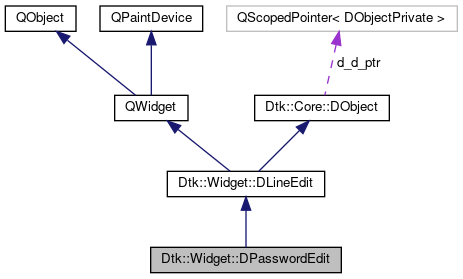 QObject
QPaintDevice
QScopedPointer< DObjectPrivate >
d_d_ptr
QWidget
Dtk::Core::DObject
Dtk::Widget::DLineEdit
Dtk::Widget::DPasswordEdit